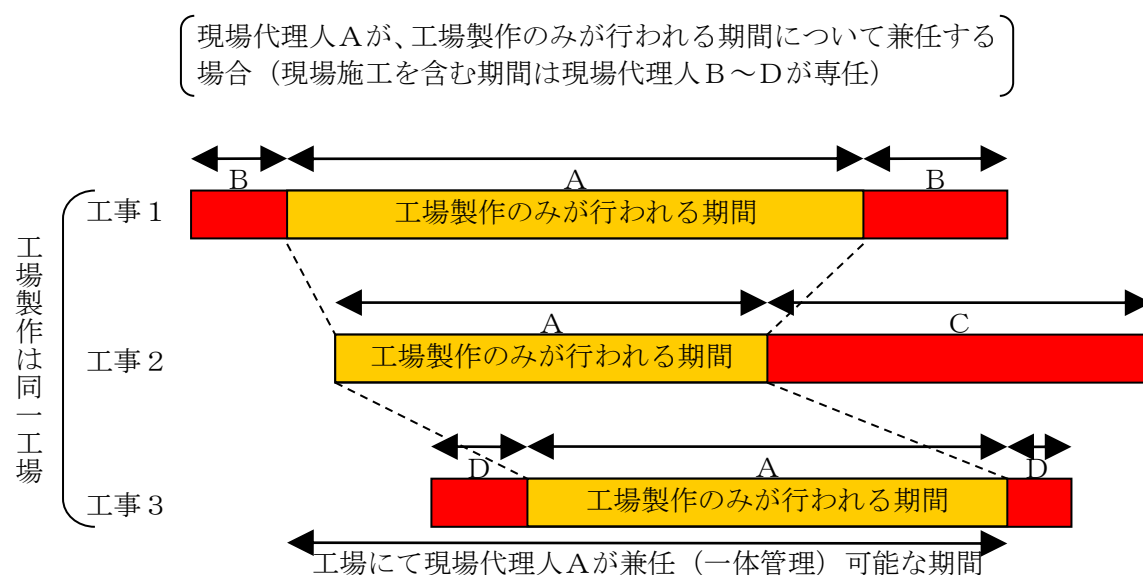 現場代理人Aが、工場製作のみが行われる期間について兼任する
場合（現場施工を含む期間は現場代理人B～Dが専任）
B
A
B
工事1
工場製作のみが行われる期間
工場製作は同一工場
A
C
工事2
工場製作のみが行われる期間
D
A
D
工事3
工場製作のみが行われる期間
工場にて現場代理人Aが兼任（一体管理）可能な期間